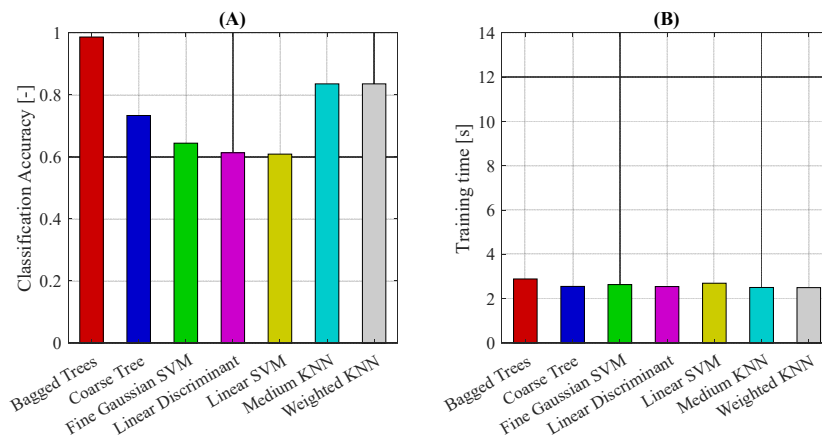 (A)
Classification Accuracy [-]
1
0.8
0.6
0.4
0.2
0
Bagged Trees
Coarse Tree
Fine Gaussian SVM
Linear Discriminant
Linear SVM
Medium KNN
Weighted KNN
(B)
Training time [s]
14
12
10
8
6
4
2
0
Bagged Trees
Coarse Tree
Fine Gaussian SVM
Linear Discriminant
Linear SVM
Medium KNN
Weighted KNN